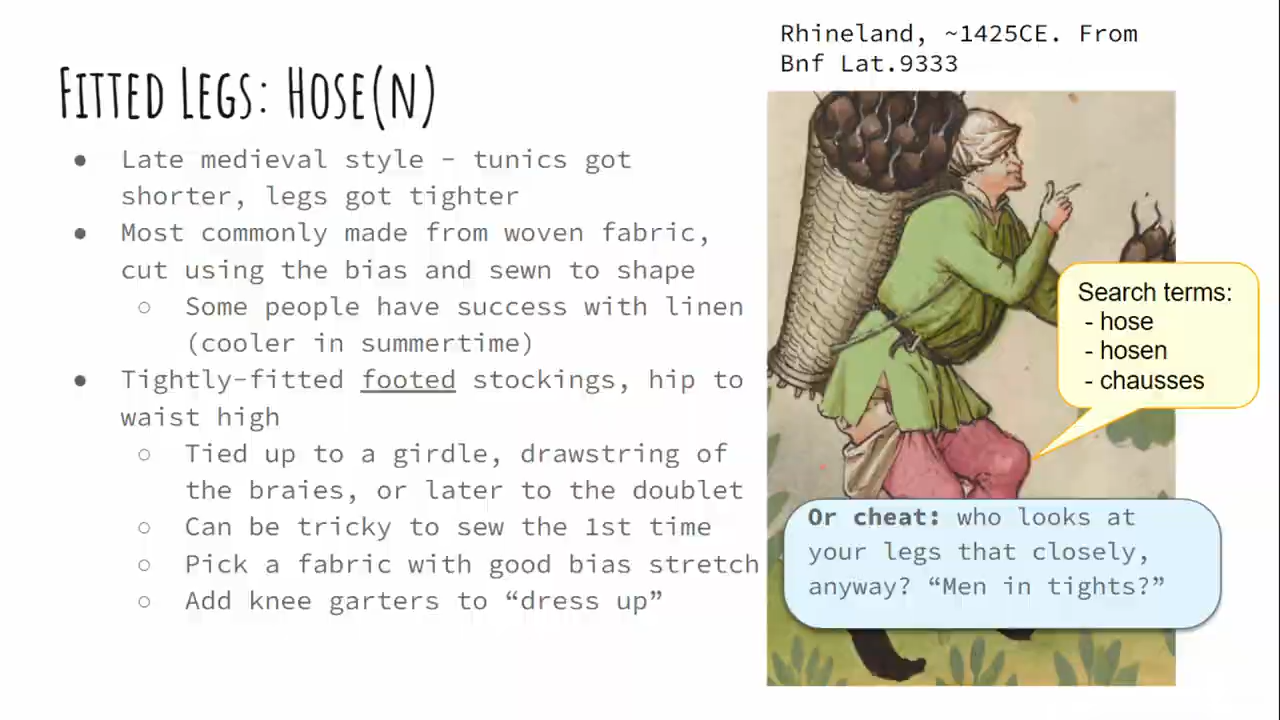 Rhineland, ~1425CE. From
Bnf Lat.9333
Fitted Legs: Hose(n)
● Late medieval style - tunics got
shorter, legs got tighter
● Most commonly made from woven fabric,
cut using the bias and sewn to shape
○ Some people have success with linen
(cooler in summertime)
● Tightly-fitted footed stockings, hip to
waist high
○ Tied up to a girdle, drawstring of
the braies, or later to the doublet
○ Can be tricky to sew the 1st time
○ Pick a fabric with good bias stretch
○ Add knee garters to “dress up”
Search terms:
- hose
- hosen
- chausses
Or cheat: who looks at
your legs that closely,
anyway? “Men in tights?”